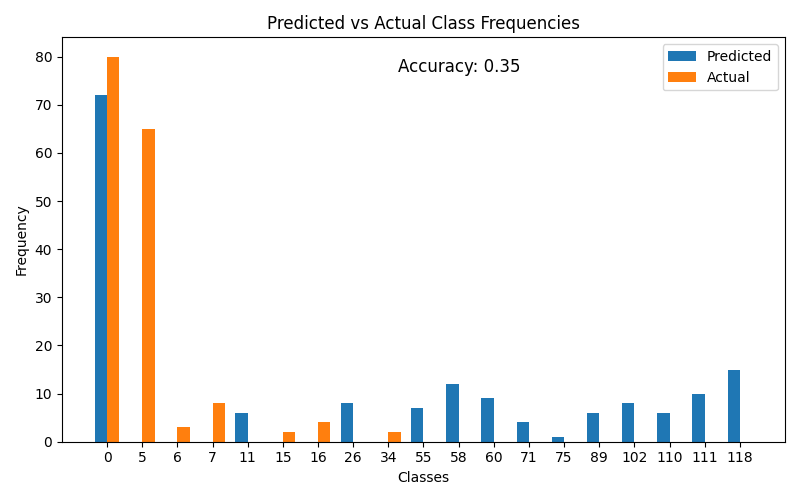 Predicted vs Actual Class Frequencies
Accuracy: 0.35
Predicted
Actual
Frequency
80
70
60
50
40
30
20
10
0
0 5 6 7 11 15 16 26 34 55 58 60 71 75 89 102 110 111 118
Classes